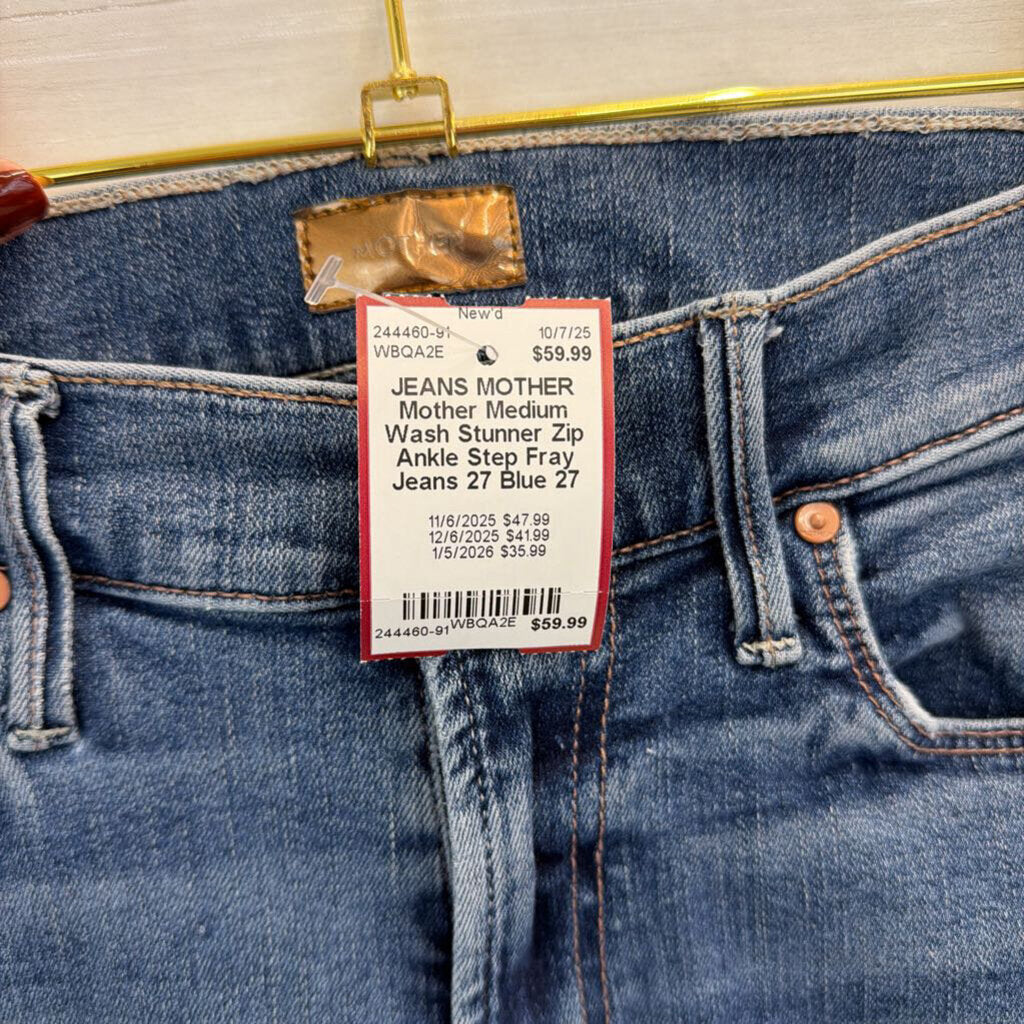 MOTHER
New'd
244460-91 10/7/25
WBQA2E $59.99
JEANS MOTHER
Mother Medium
Wash Stunner Zip
Ankle Step Fray
Jeans 27 Blue 27
11/6/2025 $47.99
12/6/2025 $41.99
1/5/2026 $35.99
244460-91 WBQA2E $59.99